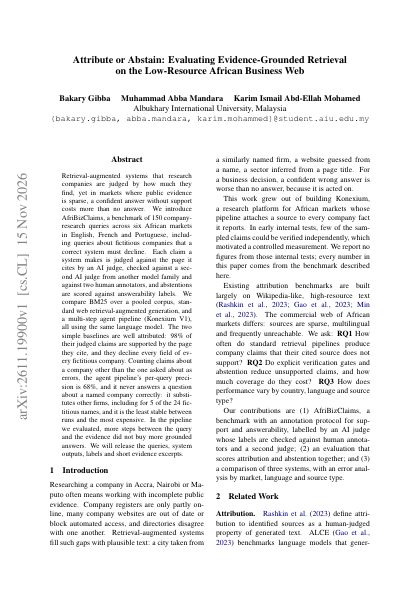 Attribute or Abstain: Evaluating Evidence-Grounded Retrieval
on the Low-Resource African Business Web
Bakary Gibba Muhammad Abba Mandara Karim Ismail Abd-Ellah Mohamed
Albukhary International University, Malaysia
{bakary.gibba, abba.mandara, karim.mohammed}@student.aiu.edu.my
arXiv:2611.19900v1 [cs.CL] 15 Nov 2026
Abstract
Retrieval-augmented systems that research
companies are judged by how much they
find, yet in markets where public evidence
is sparse, a confident answer without support
costs more than no answer. We introduce
AfriBizClaims, a benchmark of 150 company-
research queries across six African markets
in English, French and Portuguese, includ-
ing queries about fictitious companies that
a correct system must decline. Each claim
a system makes is judged against the page
it cites by an AI judge, checked against a sec-
ond AI judge from another model family and
against two human annotators, and abstentions
are scored against answerability labels. We
compare BM25 over a pooled corpus, stan-
dard web retrieval-augmented generation, and
a multi-step agent pipeline (Konexium V1),
all using the same language model. The two
simple baselines are well attributed: 98% of
their judged claims are supported by the page
they cite, and they decline every field of ev-
ery fictitious company. Counting claims about
a company other than the one asked about as
errors, the agent pipeline's per-query precision
is 68%, and it never answers a question
about a named company correctly: it substi-
tutes other firms, including for 5 of the 24 fic-
titious names, and it is the least stable between
runs and the most expensive. In the pipeline
we evaluated, more steps between the query
and the evidence did not buy more grounded
answers. We will release the queries, system
outputs, labels and short evidence excerpts.
1 Introduction
Researching a company in Accra, Nairobi or Ma-
puto often means working with incomplete public
evidence. Company registers are only partly on-
line, many company websites are out of date or
block automated access, and directories disagree
with one another. Retrieval-augmented systems
fill such gaps with plausible text: a city taken from
a similarly named firm, a website guessed from
a name, a sector inferred from a page title. For
a business decision, a confident wrong answer is
worse than no answer, because it is acted on.
This work grew out of building Konexium,
a research platform for African markets whose
pipeline attaches a source to every company fact
it reports. In early internal tests, few of the sam-
pled claims could be verified independently, which
motivated a controlled measurement. We report no
figures from those internal tests; every number in
this paper comes from the benchmark described
here.
Existing attribution benchmarks are built
largely on Wikipedia-like, high-resource text
(Rashkin et al., 2023; Gao et al., 2023; Min
et al., 2023). The commercial web of African
markets differs: sources are sparse, multilingual
and frequently unreachable. We ask: RQ1 How
often do standard retrieval pipelines produce
company claims that their cited source does not
support? RQ2 Do explicit verification gates and
abstention reduce unsupported claims, and how
much coverage do they cost? RQ3 How does
performance vary by country, language and source
type?
Our contributions are (1) AfriBizClaims, a
benchmark with an annotation protocol for sup-
port and answerability, labelled by an AI judge
whose labels are checked against human annota-
tors and a second judge; (2) an evaluation that
scores attribution and abstention together; and (3)
a comparison of three systems, with an error anal-
ysis by market, language and source type.
2 Related Work
Attribution. Rashkin et al. (2023) define attri-
bution to identified sources as a human-judged
property of generated text. ALCE (Gao et al.,
2023) benchmarks language models that gener-